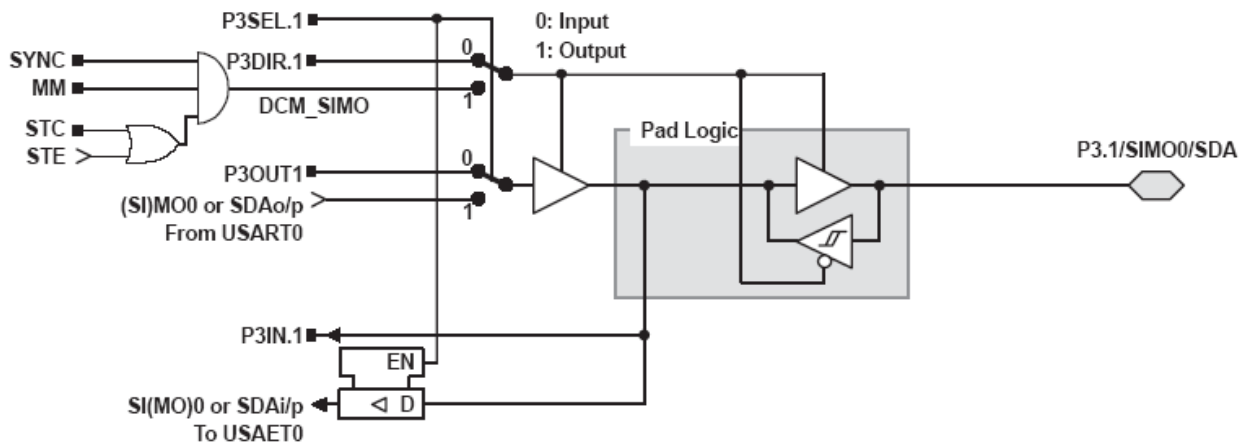 P3SEL.1
0: Input
1: Output
SYNC
P3DIR.1
0
MM
1
DCM_SIMO
STC
STE
Pad Logic
P3.1/SIMO0/SDA
P3OUT1
0
(SI)MO0 or SDAo/p
1
From USART0
P3IN.1
EN
D
SI(MO)0 or SDAi/p
To USAET0